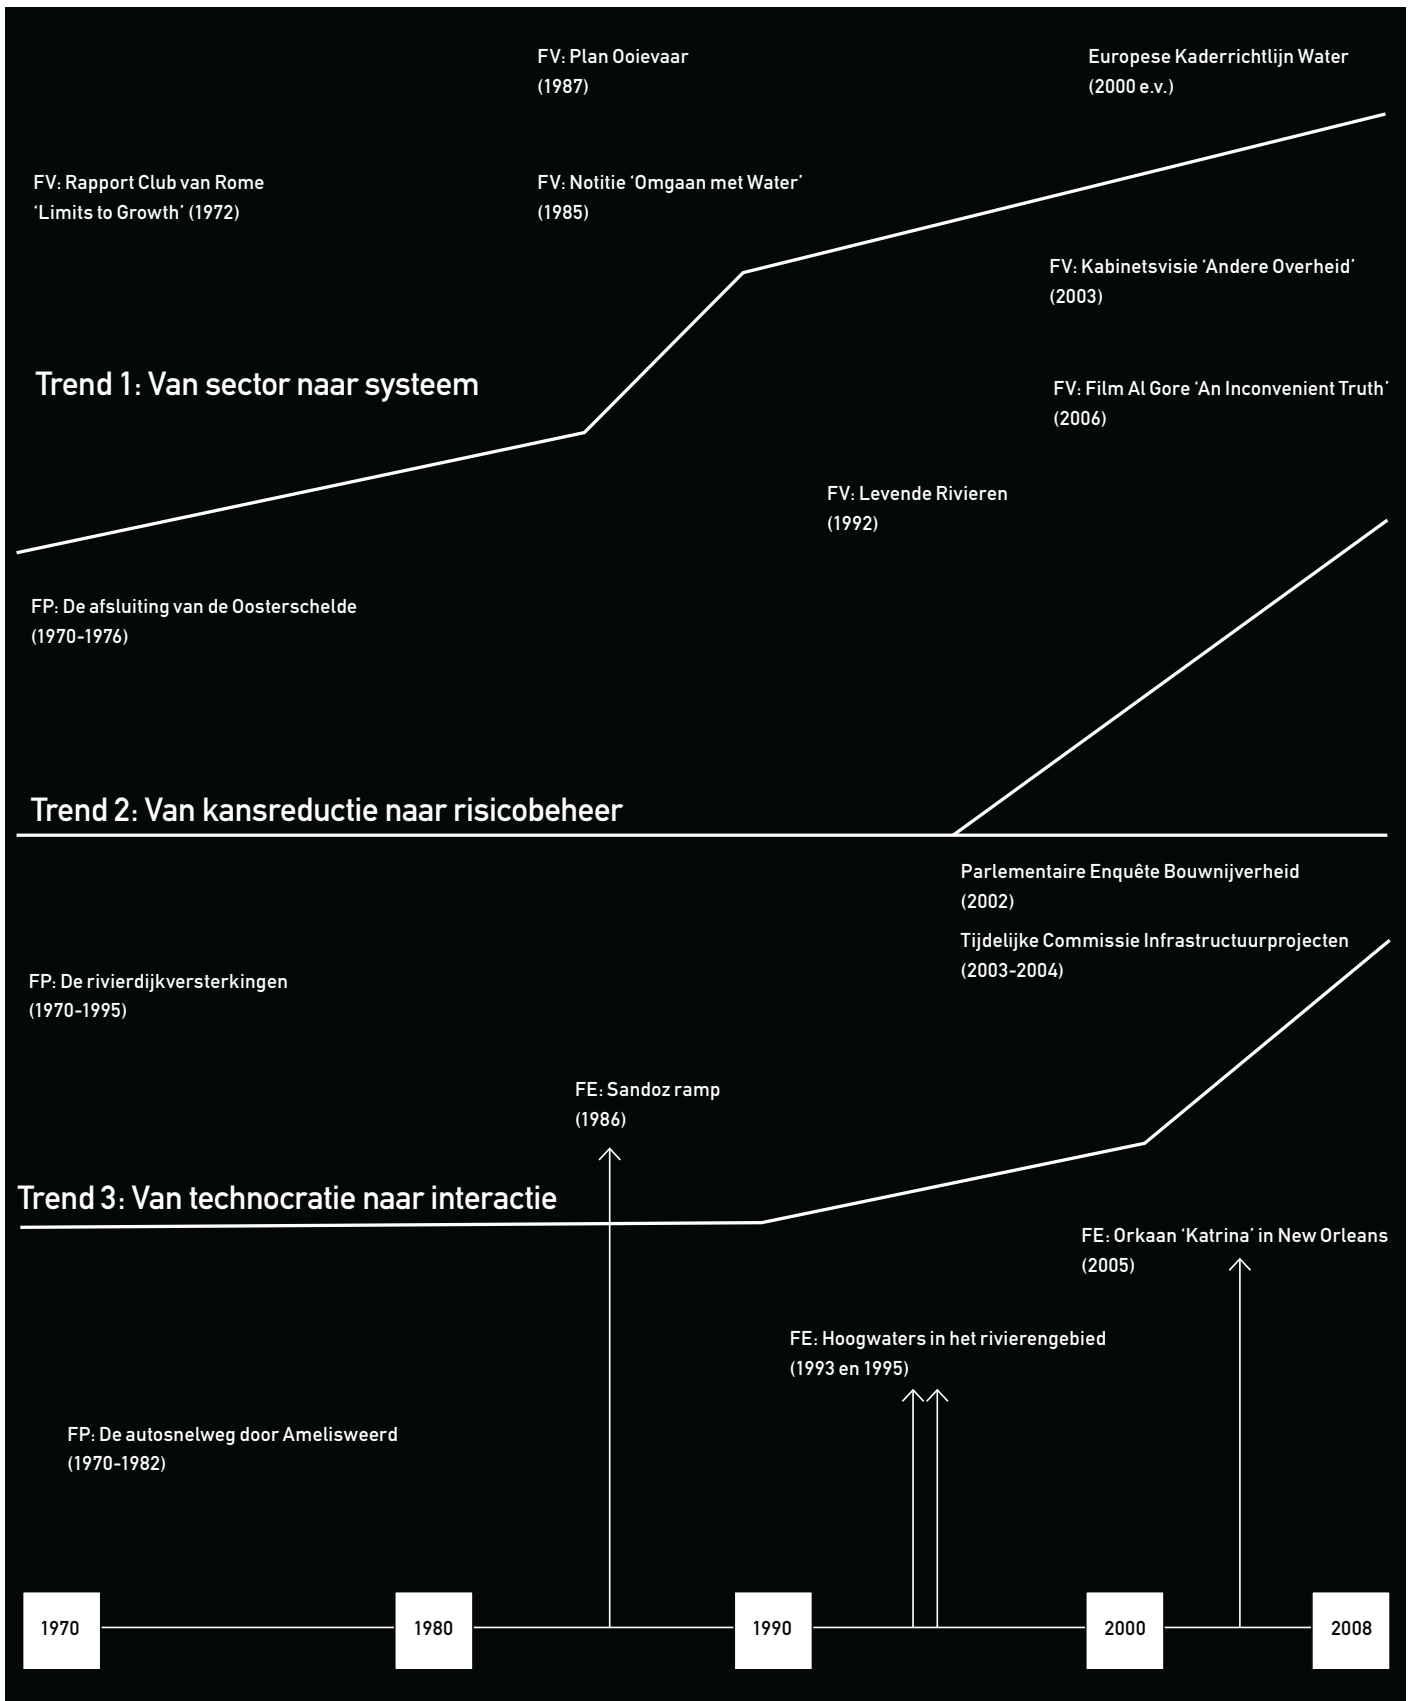 FV: Plan Ooievaar
(1987)
Europese Kaderrichtlijn Water
(2000 e.v.)
FV: Rapport Club van Rome
‘Limits to Growth’ (1972)
FV: Notitie ‘Omgaan met Water’
(1985)
FV: Kabinetsvisie ‘Andere Overheid’
(2003)
Trend 1: Van sector naar systeem
FV: Film Al Gore ‘An Inconvenient Truth’
(2006)
FV: Levende Rivieren
(1992)
FP: De afsluiting van de Oosterschelde
(1970-1976)
Trend 2: Van kansreductie naar risicobeheer
Parlementaire Enquête Bouwnijverheid
(2002)
Tijdelijke Commissie Infrastructuurprojecten
(2003-2004)
FP: De rivierdijkversterkingen
(1970-1995)
FE: Sandoz ramp
(1986)
Trend 3: Van technocratie naar interactie
FE: Orkaan ‘Katrina’ in New Orleans
(2005)
FE: Hoogwaters in het rivierengebied
(1993 en 1995)
FP: De autosnelweg door Amelisweerd
(1970-1982)
1970
1980
1990
2000
2008